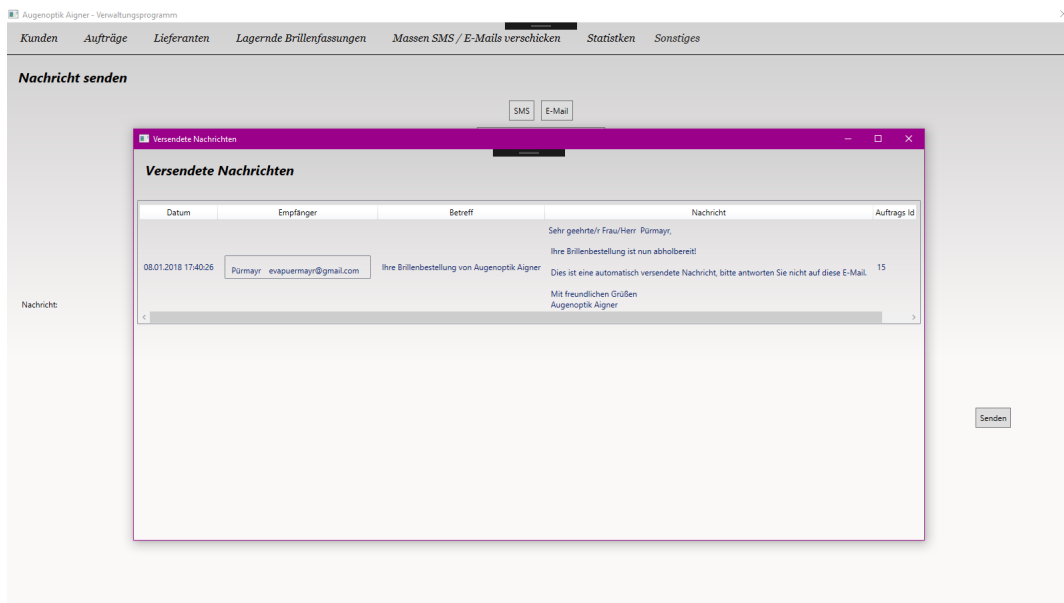 Augenoptik Aigner - Verwaltungsprogramm
Kunden Aufträge Lieferanten Lagernde Brillenfassungen Massen SMS / E-Mails verschicken Statistken Sonstiges
Nachricht senden
SMS E-Mail
Versendete Nachrichten
Versendete Nachrichten
Datum Empfänger Betreff Nachricht Auftrags Id
Sehr geehrte/r Frau/Herr Pürmayr,
Ihre Brillenbestellung ist nun abholbereit!
08.01.2018 17:40:26 Pürmayr evapuermayr@gmail.com Ihre Brillenbestellung von Augenoptik Aigner Dies ist eine automatisch versendete Nachricht, bitte antworten Sie nicht auf diese E-Mail. 15
Mit freundlichen Grüßen
Augenoptik Aigner
Nachricht:
Senden